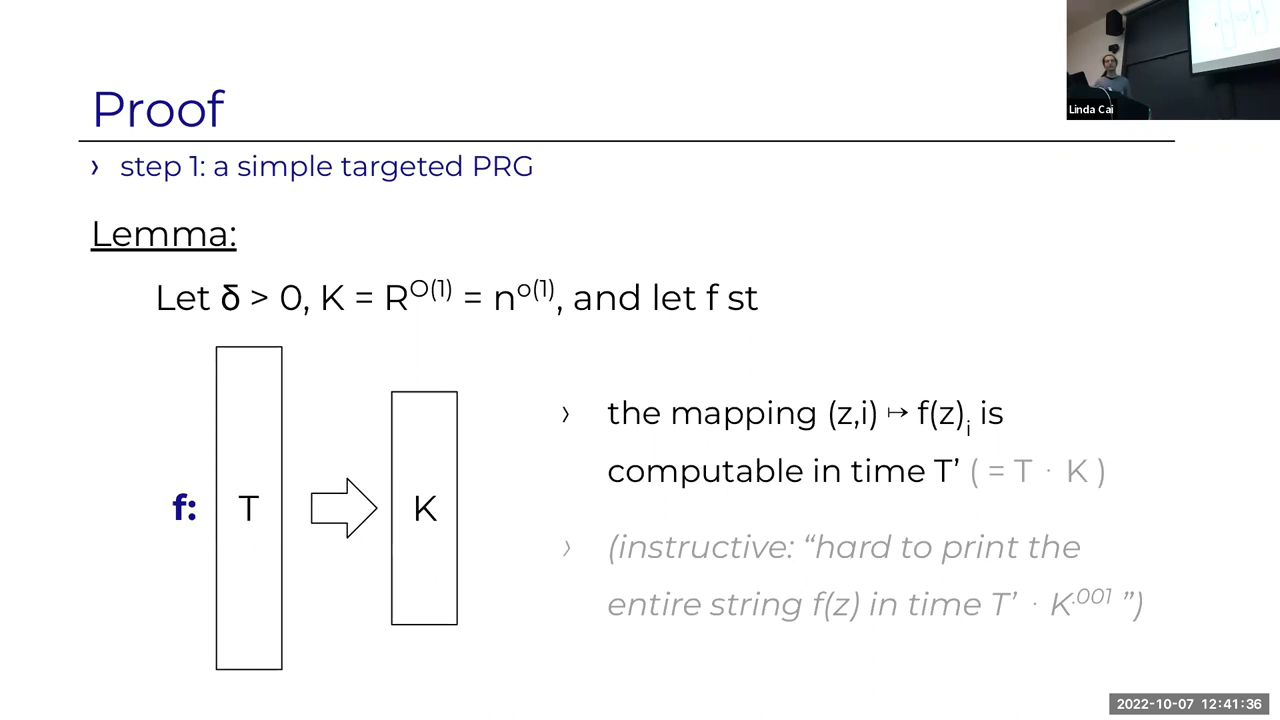 Proof
Linda Cai
› step 1: a simple targeted PRG
Lemma:
Let δ > 0, K = R^O(1) = n^o(1), and let f st
f: T K
› the mapping (z,i) ↦ f(z)_i is
computable in time T’ ( = T · K )
› (instructive: “hard to print the
entire string f(z) in time T’ · K^.001 ”)
2022-10-07 12:41:36